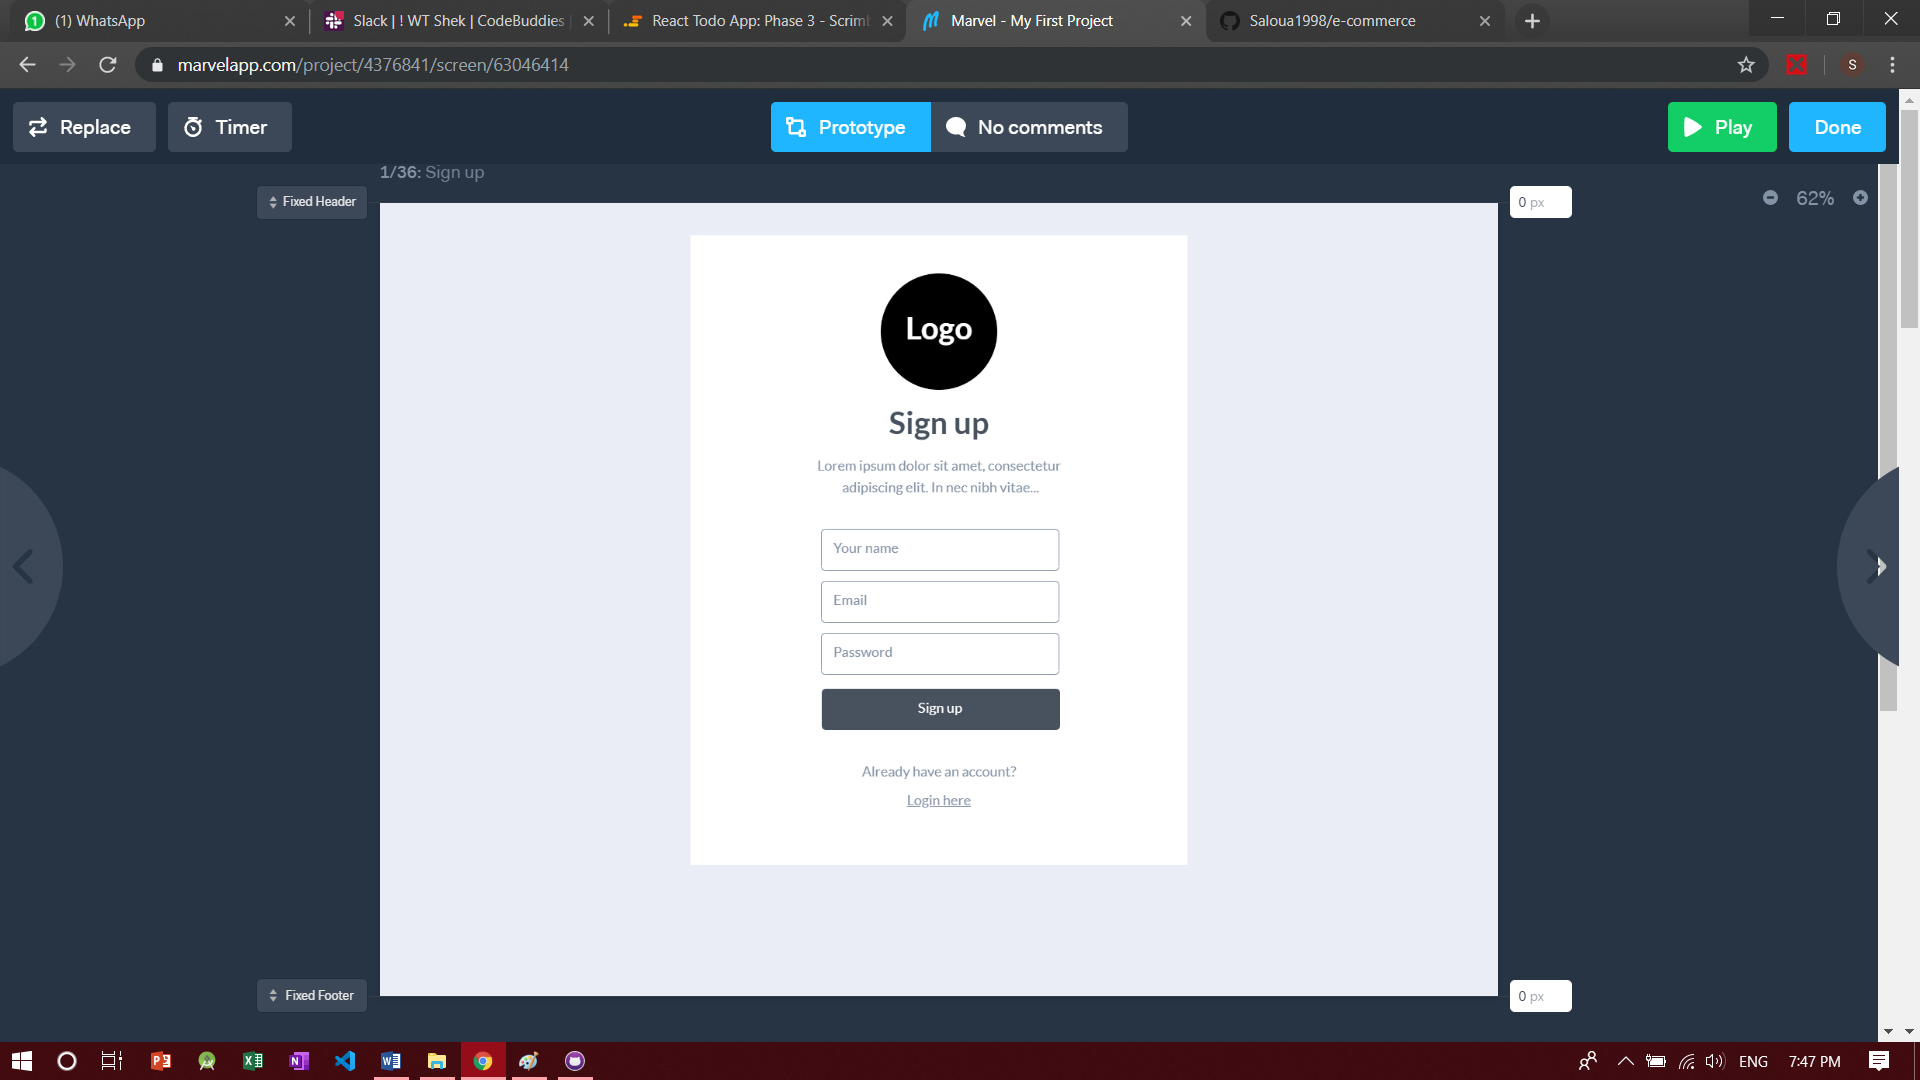 (1) WhatsApp
Slack | ! WT Shek | CodeBuddies
React Todo App: Phase 3 - Scrim
Marvel - My First Project
Saloua1998/e-commerce
marvelapp.com/project/4376841/screen/63046414
S
Replace
Timer
Prototype
No comments
Play
Done
1/36: Sign up
Fixed Header
0 px
62%
Logo
Sign up
Lorem ipsum dolor sit amet, consectetur
adipiscing elit. In nec nibh vitae...
Your name
Email
Password
Sign up
Already have an account?
Login here
Fixed Footer
0 px
ENG
7:47 PM